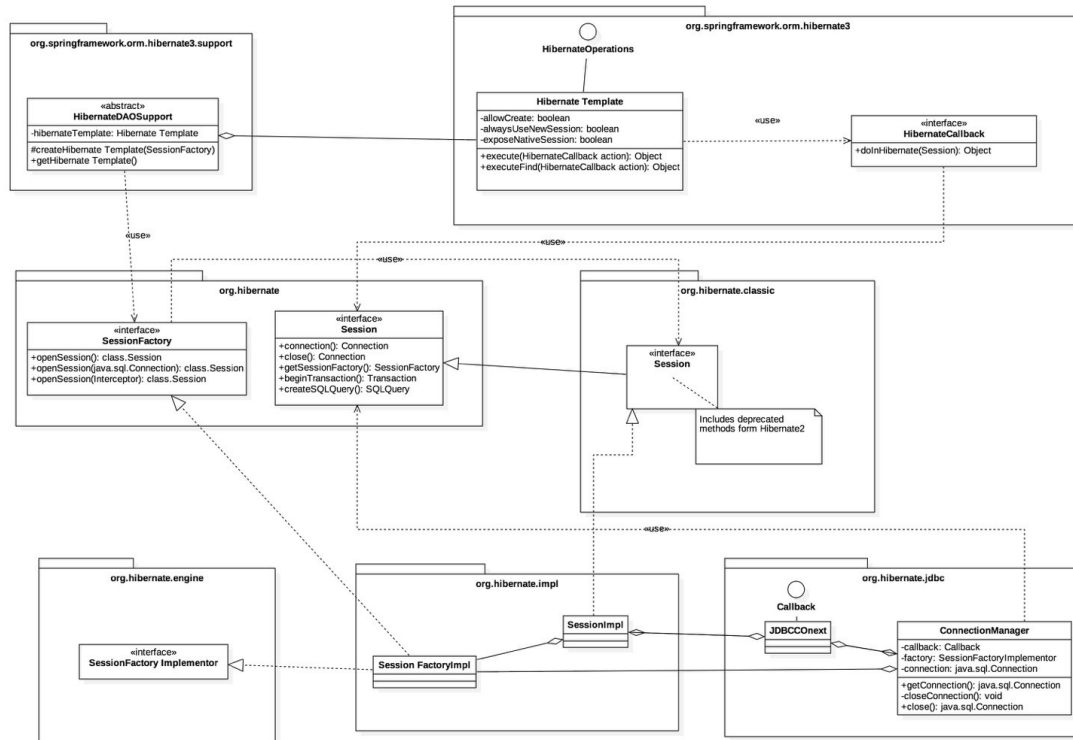 org.springframework.orm.hibernate3.support
«abstract»
HibernateDAOSupport
-hibernateTemplate: Hibernate Template
#createHibernate Template(SessionFactory)
+getHibernate Template()
org.springframework.orm.hibernate3
HibernateOperations
Hibernate Template
-allowCreate: boolean
-alwaysUseNewSession: boolean
-exposeNativeSession: boolean
+execute(HibernateCallback action): Object
+executeFind(HibernateCallback action): Object
«use»
«interface»
HibernateCallback
+doInHibernate(Session): Object
«use»
«use»
«use»
org.hibernate
«interface»
SessionFactory
+openSession(): class.Session
+openSession(java.sql.Connection): class.Session
+openSession(Interceptor): class.Session
«interface»
Session
+connection(): Connection
+close(): Connection
+getSessionFactory(): SessionFactory
+beginTransaction(): Transaction
+createSQLQuery(): SQLQuery
org.hibernate.classic
«interface»
Session
Includes deprecated
methods form Hibernate2
«use»
org.hibernate.engine
«interface»
SessionFactory Implementor
org.hibernate.impl
SessionImpl
Session FactoryImpl
org.hibernate.jdbc
Callback
JDBCCOnext
ConnectionManager
-callback: Callback
-factory: SessionFactoryImplementor
-connection: java.sql.Connection
+getConnection(): java.sql.Connection
-closeConnection(): void
+close(): java.sql.Connection